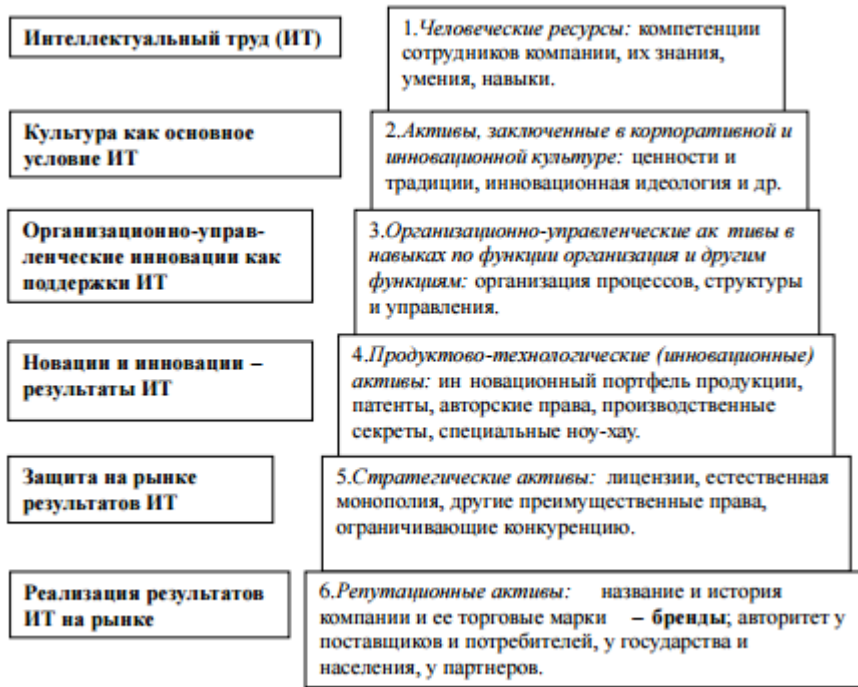 Интеллектуальный труд (ИТ)
1.Человеческие ресурсы: компетенции
сотрудников компании, их знания,
умения, навыки.
Культура как основное
условие ИТ
2.Активы, заключенные в корпоративной и
инновационной культуре: ценности и
традиции, инновационная идеология и др.
Организационно-управ-
ленческие инновации как
поддержки ИТ
3.Организационно-управленческие ак тивы в
навыках по функции организация и другим
функциям: организация процессов, структуры
и управления.
Новации и инновации –
результаты ИТ
4.Продуктово-технологические (инновационные)
активы: ин новационный портфель продукции,
патенты, авторские права, производственные
секреты, специальные ноу-хау.
Защита на рынке
результатов ИТ
5.Стратегические активы: лицензии, естественная
монополия, другие преимущественные права,
ограничивающие конкуренцию.
Реализация результатов
ИТ на рынке
6.Репутационные активы: название и история
компании и ее торговые марки – бренды; авторитет у
поставщиков и потребителей, у государства и
населения, у партнеров.